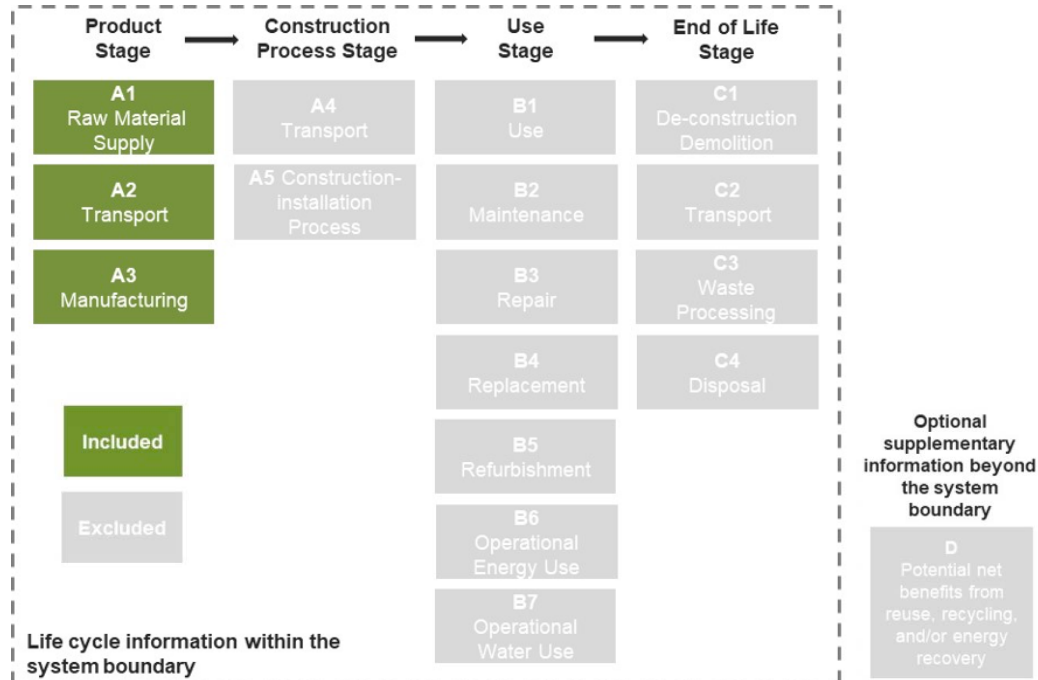 Product
Stage
Construction
Process Stage
Use
Stage
End of Life
Stage
A1
Raw Material
Supply
A2
Transport
A3
Manufacturing
A4
Transport
A5 Construction-
installation
Process
B1
Use
B2
Maintenance
B3
Repair
B4
Replacement
B5
Refurbishment
B6
Operational
Energy Use
B7
Operational
Water Use
C1
De-construction
Demolition
C2
Transport
C3
Waste
Processing
C4
Disposal
Included
Excluded
Life cycle information within the
system boundary
Optional
supplementary
information beyond
the system
boundary
D
Potential net
benefits from
reuse, recycling,
and/or energy
recovery